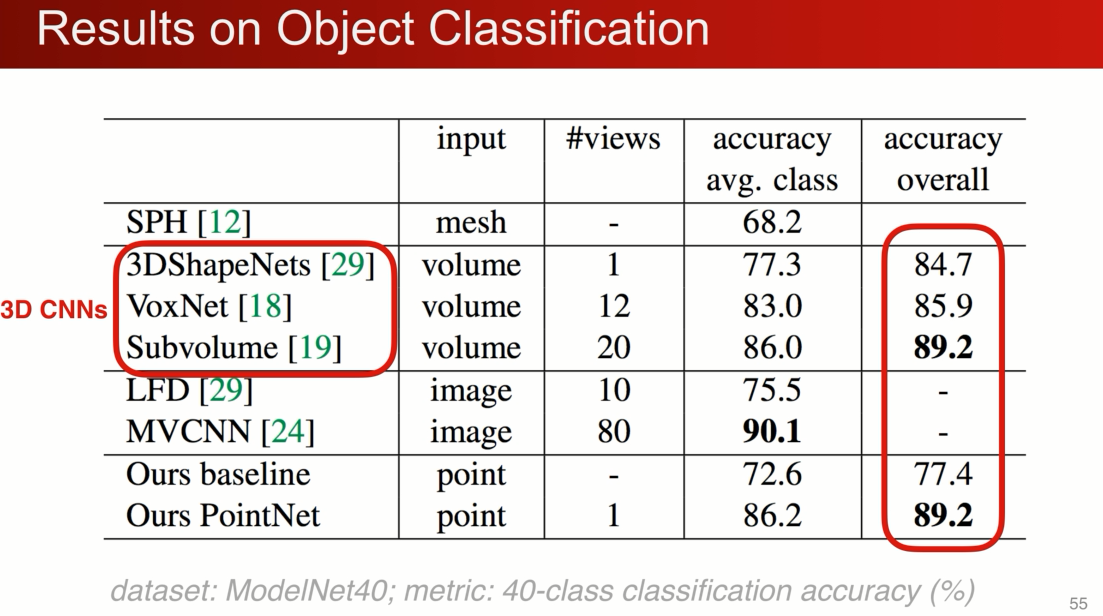 Results on Object Classification
input #views accuracy accuracy
avg. class overall
SPH [12] mesh - 68.2
3DShapeNets [29] volume 1 77.3 84.7
3D CNNs VoxNet [18] volume 12 83.0 85.9
Subvolume [19] volume 20 86.0 89.2
LFD [29] image 10 75.5 -
MVCNN [24] image 80 90.1 -
Ours baseline point - 72.6 77.4
Ours PointNet point 1 86.2 89.2
dataset: ModelNet40; metric: 40-class classification accuracy (%)
55